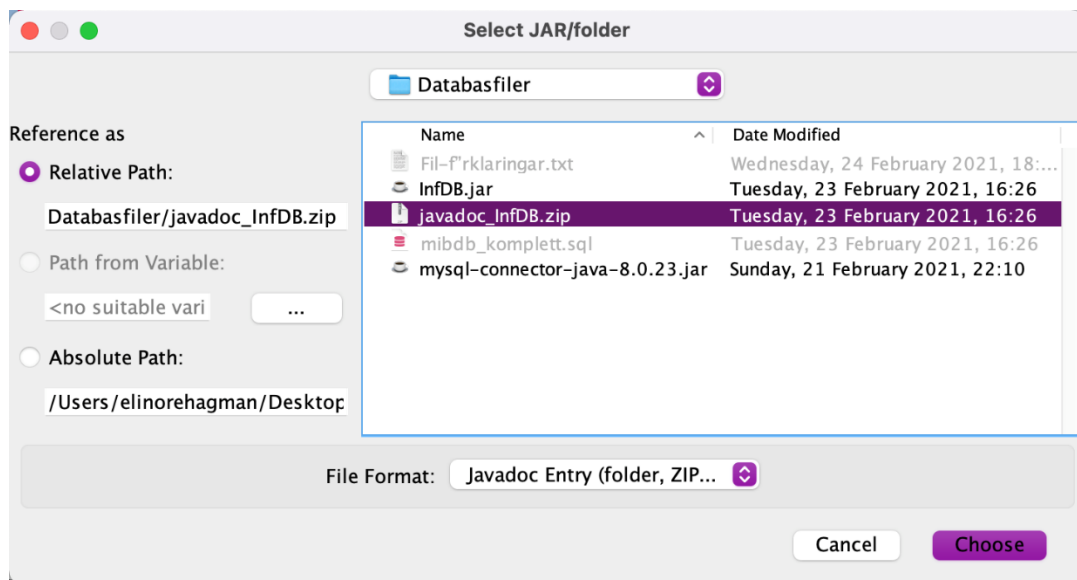 Select JAR/folder
Databasfiler
Reference as
Relative Path:
Databasfiler/javadoc_InfDB.zip
Path from Variable:
<no suitable vari
...
Absolute Path:
/Users/elinorehagman/Desktop
Name Date Modified
Fil-f"rklaringar.txt Wednesday, 24 February 2021, 18:...
InfDB.jar Tuesday, 23 February 2021, 16:26
javadoc_InfDB.zip Tuesday, 23 February 2021, 16:26
mibdb_komplett.sql Tuesday, 23 February 2021, 16:26
mysql-connector-java-8.0.23.jar Sunday, 21 February 2021, 22:10
File Format: Javadoc Entry (folder, ZIP...
Cancel Choose